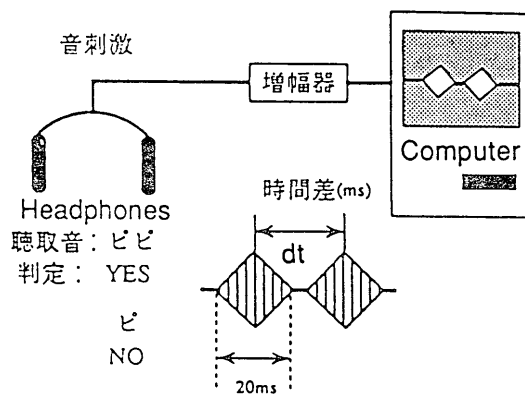 音刺激
増幅器
Computer
Headphones
聴取音：ピピ
判定： YES
ピ
NO
時間差(ms)
dt
20ms